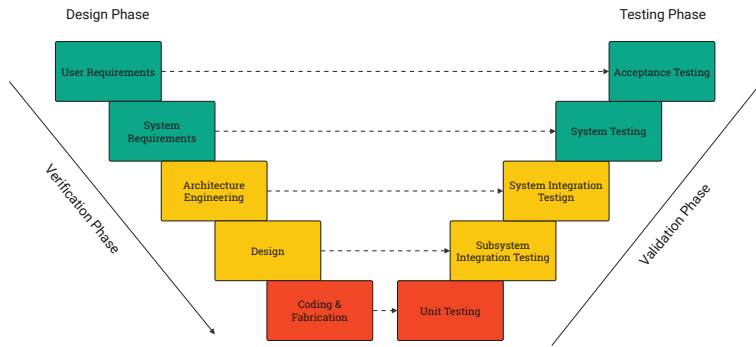 Design Phase
Testing Phase
User Requirements
Acceptance Testing
System
Requirements
System Testing
Architecture
Engineering
System Integration
Testign
Design
Subsystem
Integration Testing
Coding &
Fabrication
Unit Testing
Verification Phase
Validation Phase